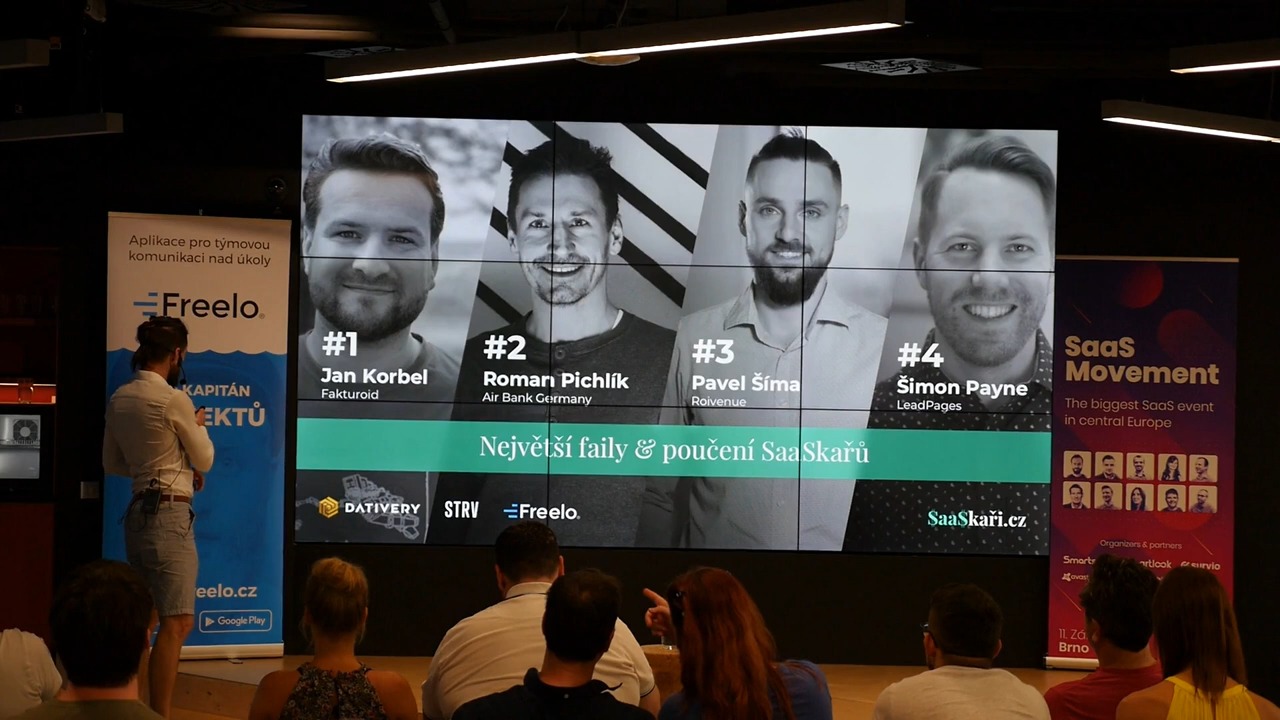 Aplikace pro týmovou
komunikaci nad úkoly
Freelo
KAPITÁN
EKTŮ
reelo.cz
Google Play
#1
Jan Korbel
Fakturoid
#2
Roman Pichlík
Air Bank Germany
#3
Pavel Šíma
Roivenue
#4
Šimon Payne
LeadPages
Největší faily & poučení SaaSkařů
DATIVERY
STRV
Freelo
SaaSkaři.cz
SaaS
Movement
The biggest SaaS event
in central Europe
Organizers & partners
survio
11.
Brno